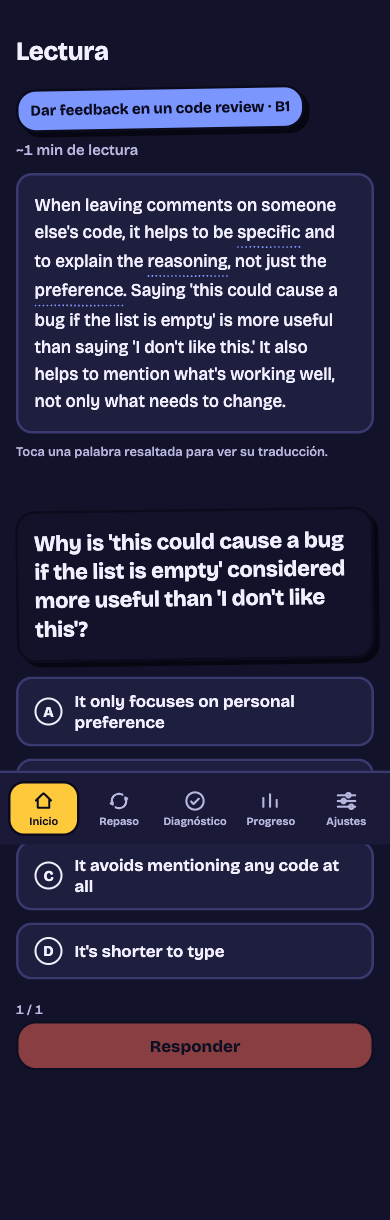 Lectura
Dar feedback en un code review · B1
~1 min de lectura
When leaving comments on someone
else's code, it helps to be specific and
to explain the reasoning, not just the
preference. Saying 'this could cause a
bug if the list is empty' is more useful
than saying 'I don't like this.' It also
helps to mention what's working well,
not only what needs to change.
Toca una palabra resaltada para ver su traducción.
Why is 'this could cause a bug
if the list is empty' considered
more useful than 'I don't like
this'?
A It only focuses on personal
preference
Inicio Repaso Diagnóstico Progreso Ajustes
C It avoids mentioning any code at
all
D It's shorter to type
1 / 1
Responder